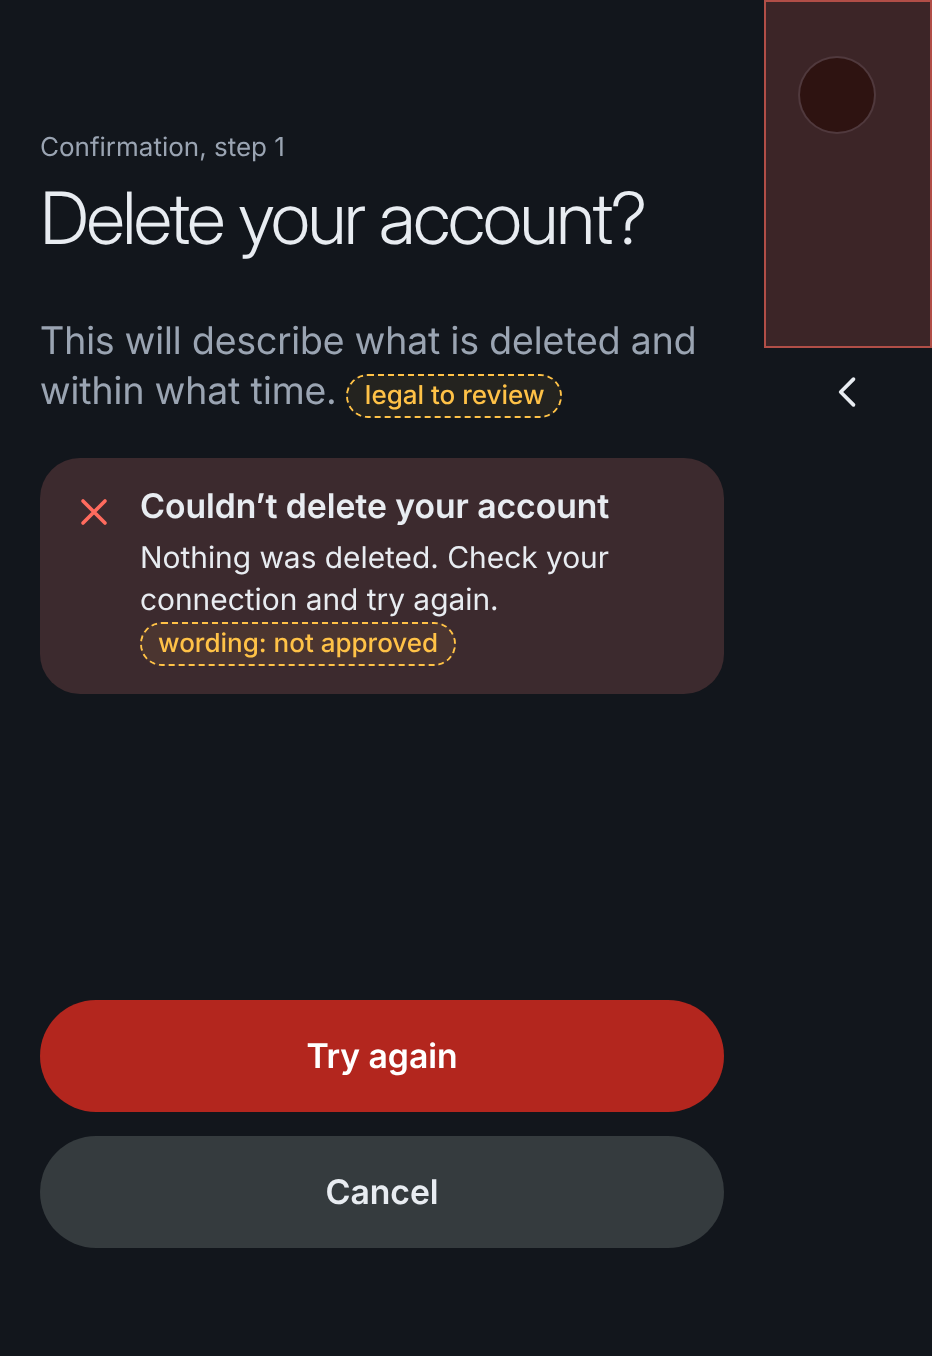 Confirmation, step 1
Delete your account?
This will describe what is deleted and
within what time. legal to review
Couldn’t delete your account
Nothing was deleted. Check your
connection and try again.
wording: not approved
Try again
Cancel